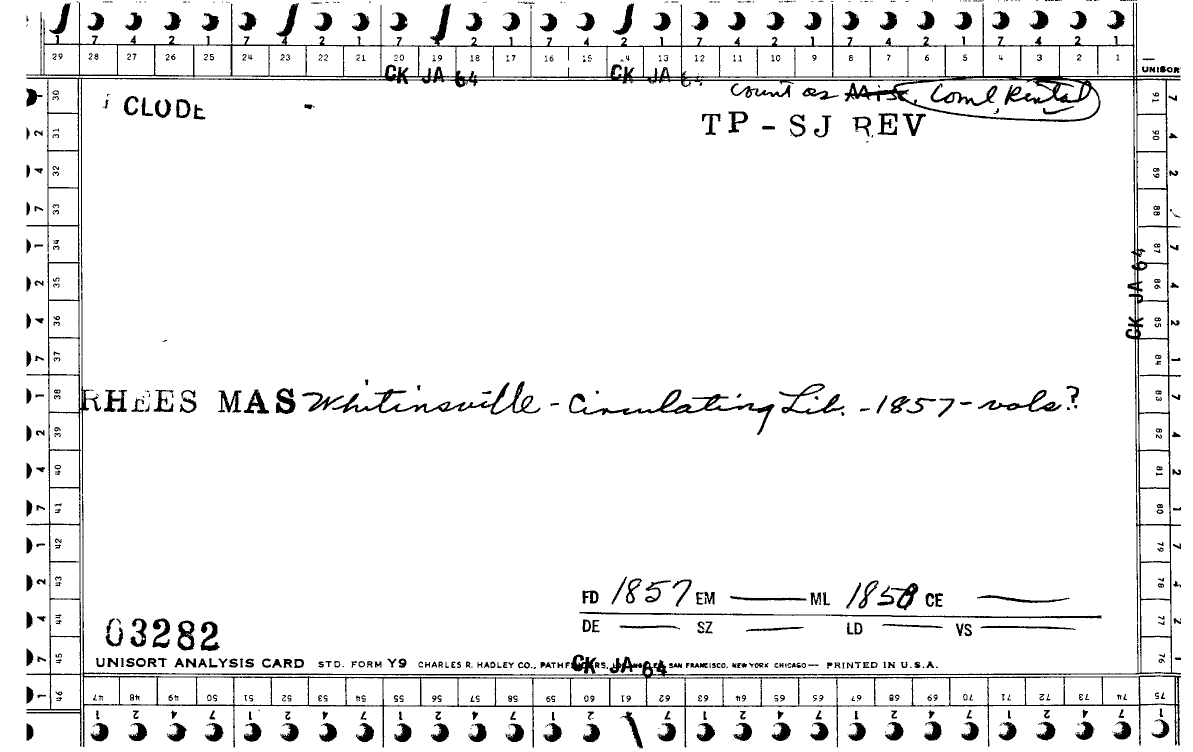 1 7 4 2 1 7 4 2 1 7 4 2 1 7 4 2 1 7 4 2 1 7 4 2 1
29 28 27 26 25 24 23 22 21 20 19 18 17 16 15 14 13 12 11 10 9 8 7 6 5 4 3 2 1
CK JA 64 CK JA 64
UNISOR
count as Misc. Coml, Rental
CLODE
TP - SJ REV
CK JA 64
RHEES MAS Whitinsville - Circulating Lib. - 1857 - vols?
FD 1857 EM — ML 1858 CE —
DE — SZ — LD — VS —
03282
UNISORT ANALYSIS CARD STD. FORM Y9 CHARLES R. HADLEY CO., PATHFINDERS, LOS ANGELES, SAN FRANCISCO, NEW YORK CHICAGO — PRINTED IN U.S.A.
CK JA 64
30 31 32 33 34 35 36 37 38 39 40 41 42 43 44 45 46
91 90 89 88 87 86 85 84 83 82 81 80 79 78 77 76 75
47 48 49 50 51 52 53 54 55 56 57 58 59 60 61 62 63 64 65 66 67 68 69 70 71 72 73 74